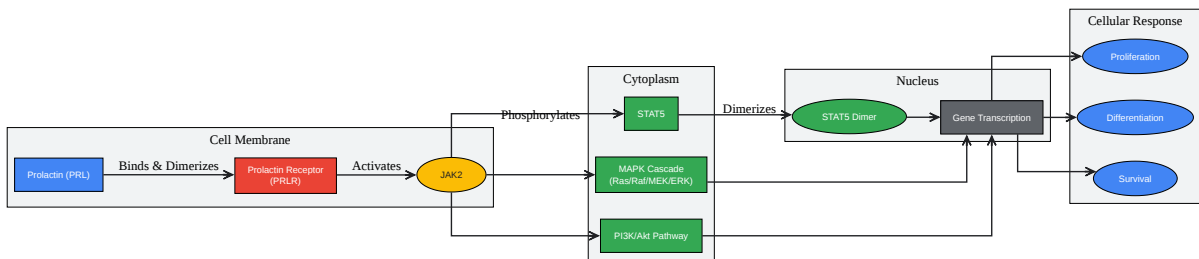 Cell Membrane
Prolactin (PRL)
Binds & Dimerizes
Prolactin Receptor
(PRLR)
Activates
JAK2
Phosphorylates
Cytoplasm
STAT5
MAPK Cascade
(Ras/Raf/MEK/ERK)
PI3K/Akt Pathway
Dimerizes
Nucleus
STAT5 Dimer
Gene Transcription
Cellular Response
Proliferation
Differentiation
Survival